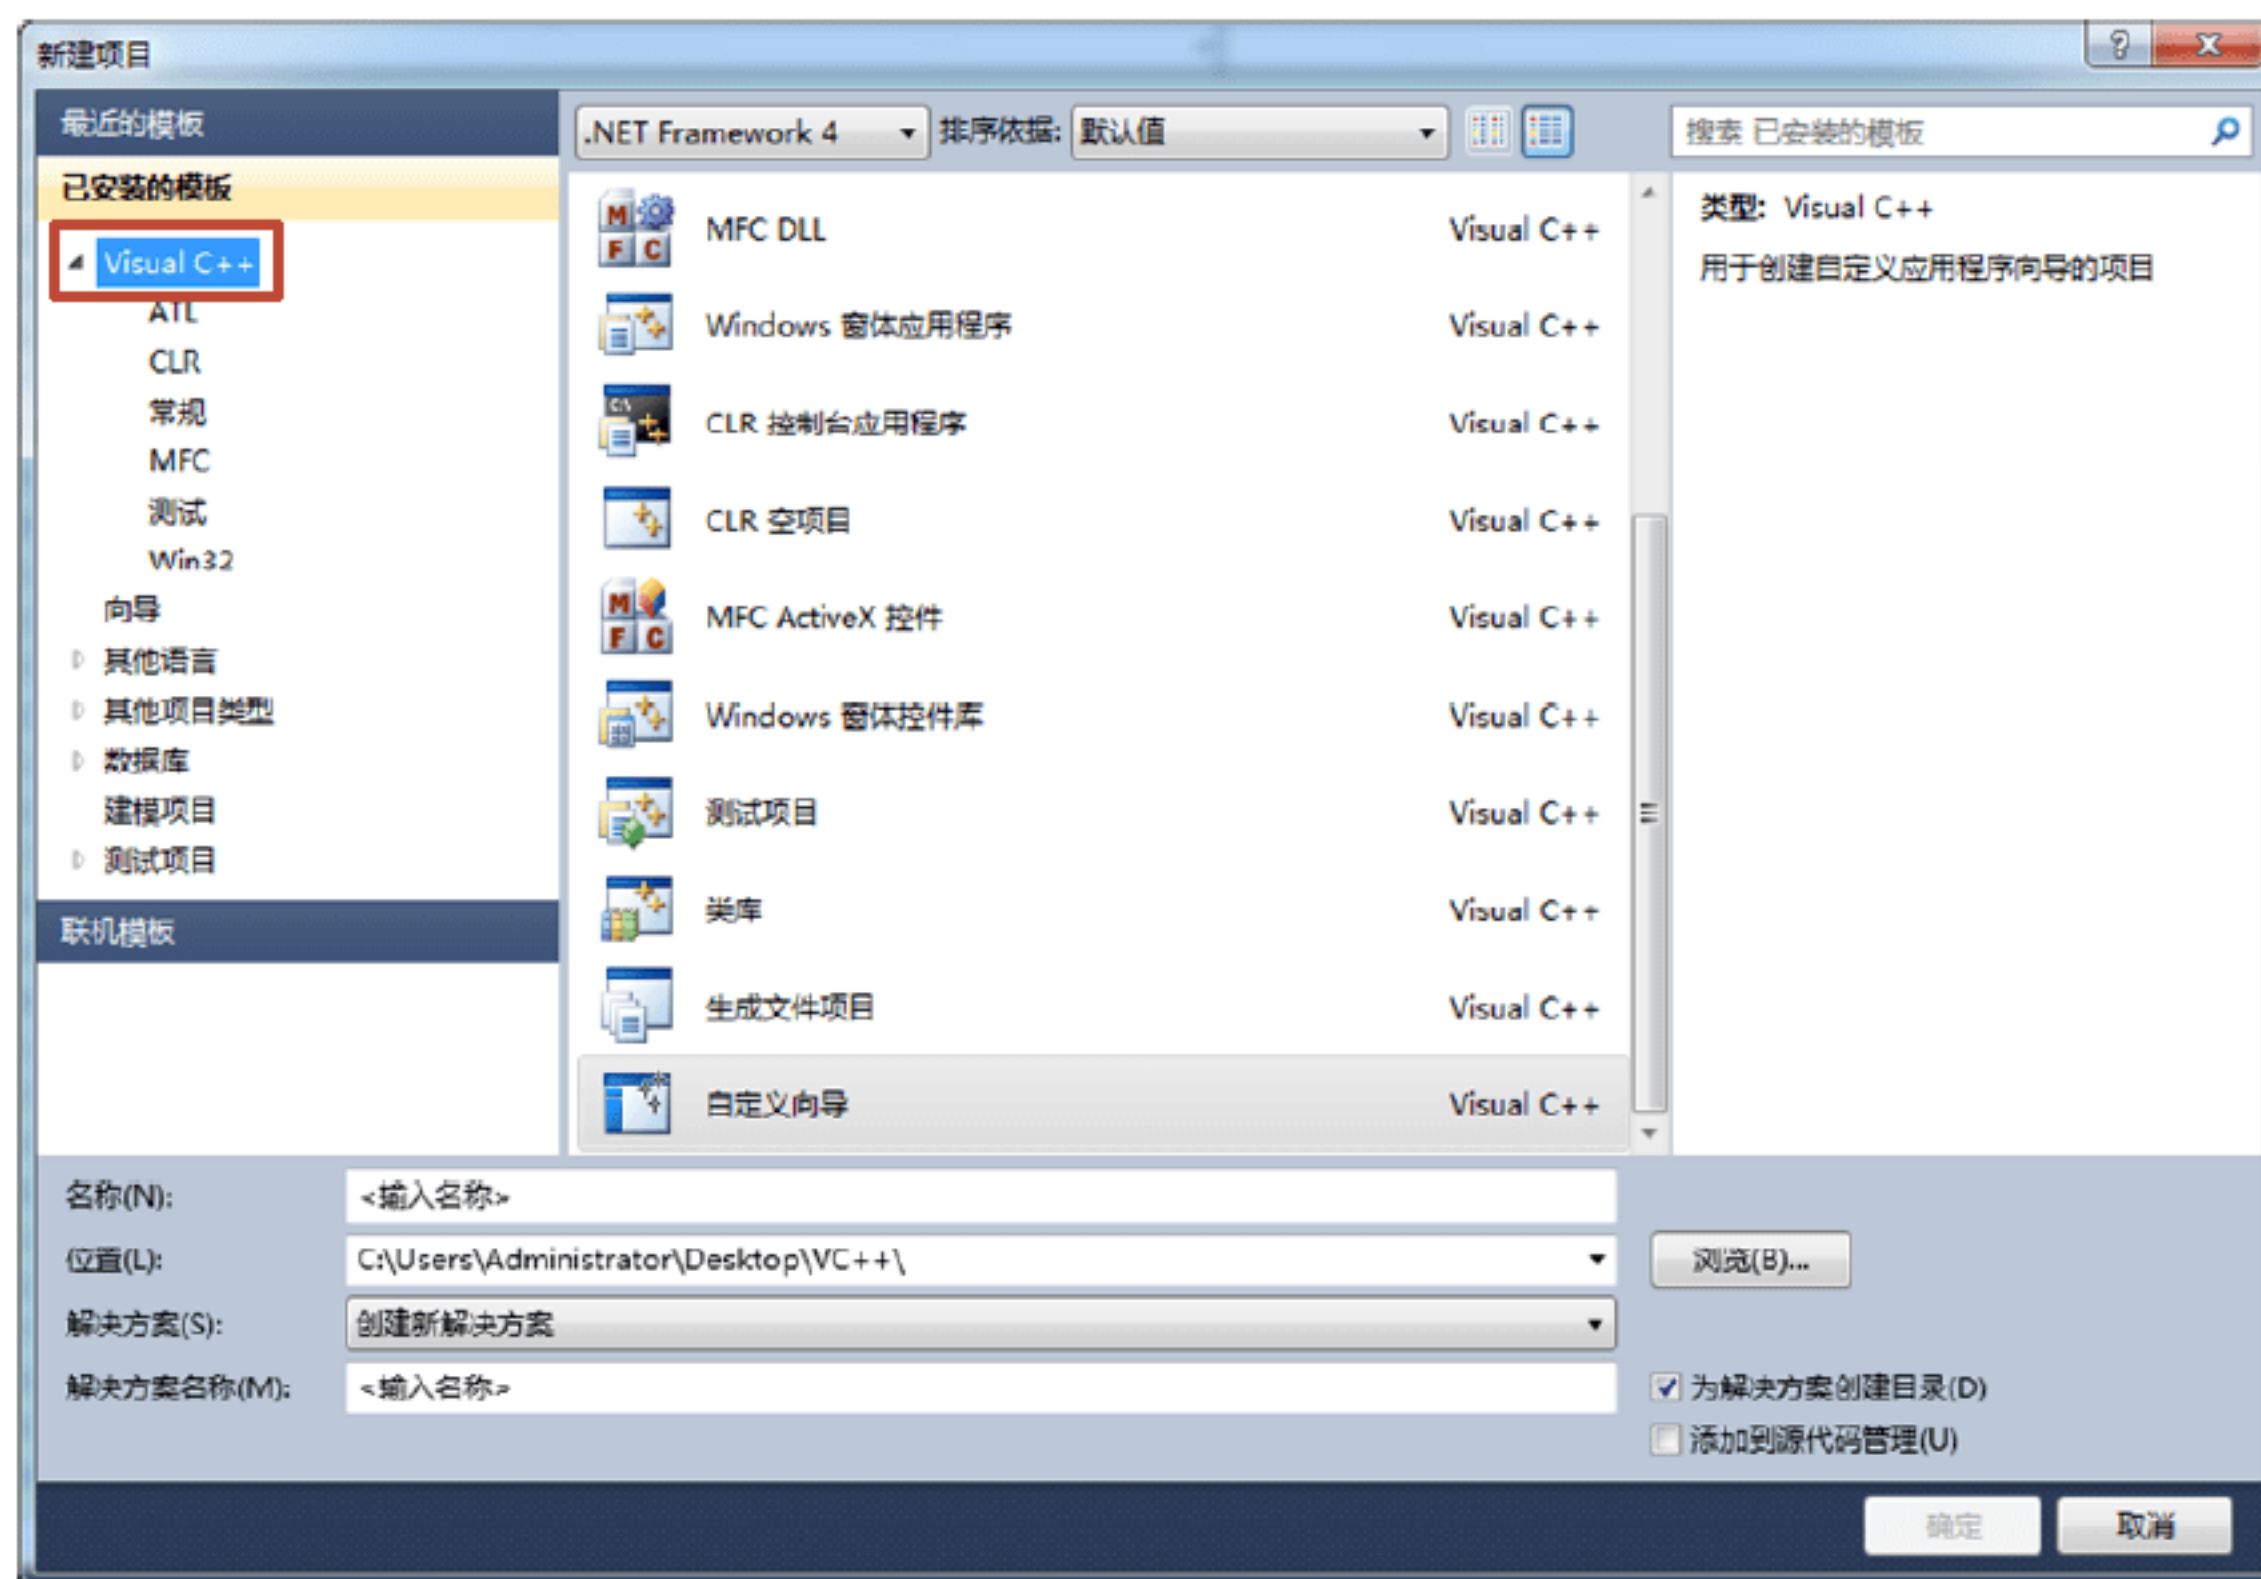 新建项目
最近的模板
已安装的模板
Visual C++
ATL
CLR
常规
MFC
测试
Win32
向导
其他语言
其他项目类型
数据库
建模项目
测试项目
联机模板
.NET Framework 4 排序依据: 默认值
MFC DLL Visual C++
Windows 窗体应用程序 Visual C++
CLR 控制台应用程序 Visual C++
CLR 空项目 Visual C++
MFC ActiveX 控件 Visual C++
Windows 窗体控件库 Visual C++
测试项目 Visual C++
类库 Visual C++
生成文件项目 Visual C++
自定义向导 Visual C++
搜索 已安装的模板
类型: Visual C++
用于创建自定义应用程序向导的项目
名称(N): <输入名称>
位置(L): C:\Users\Administrator\Desktop\VC++\ 浏览(B)...
解决方案(S): 创建新解决方案
解决方案名称(M): <输入名称> 为解决方案创建目录(D)
添加到源代码管理(U)
确定 取消